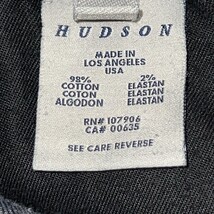 HUDSON
MADE IN
LOS ANGELES
USA
98% 2%
COTTON ELASTAN
COTON ELASTAN
ALGODON ELASTAN
RN# 107906
CA# 00635
SEE CARE REVERSE